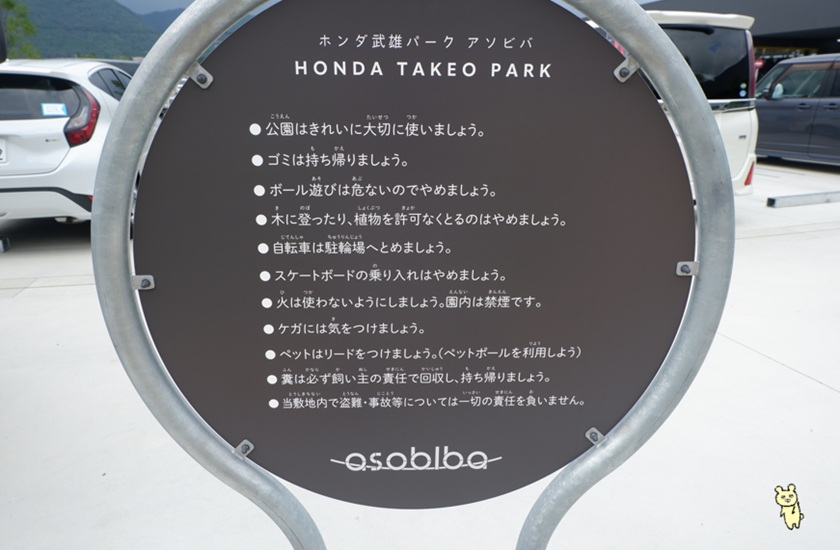 ホンダ武雄パーク アソビバ
HONDA TAKEO PARK
●公園はきれいに大切に使いましょう。
●ゴミは持ち帰りましょう。
●ボール遊びは危ないのでやめましょう。
●木に登ったり、植物を許可なくとるのはやめましょう。
●自転車は駐輪場へとめましょう。
●スケートボードの乗り入れはやめましょう。
●火は使わないようにしましょう。園内は禁煙です。
●ケガには気をつけましょう。
●ペットはリードをつけましょう。(ペットポールを利用しよう)
●糞は必ず飼い主の責任で回収し、持ち帰りましょう。
●当敷地内で盗難・事故等については一切の責任を負いません。
asobiba